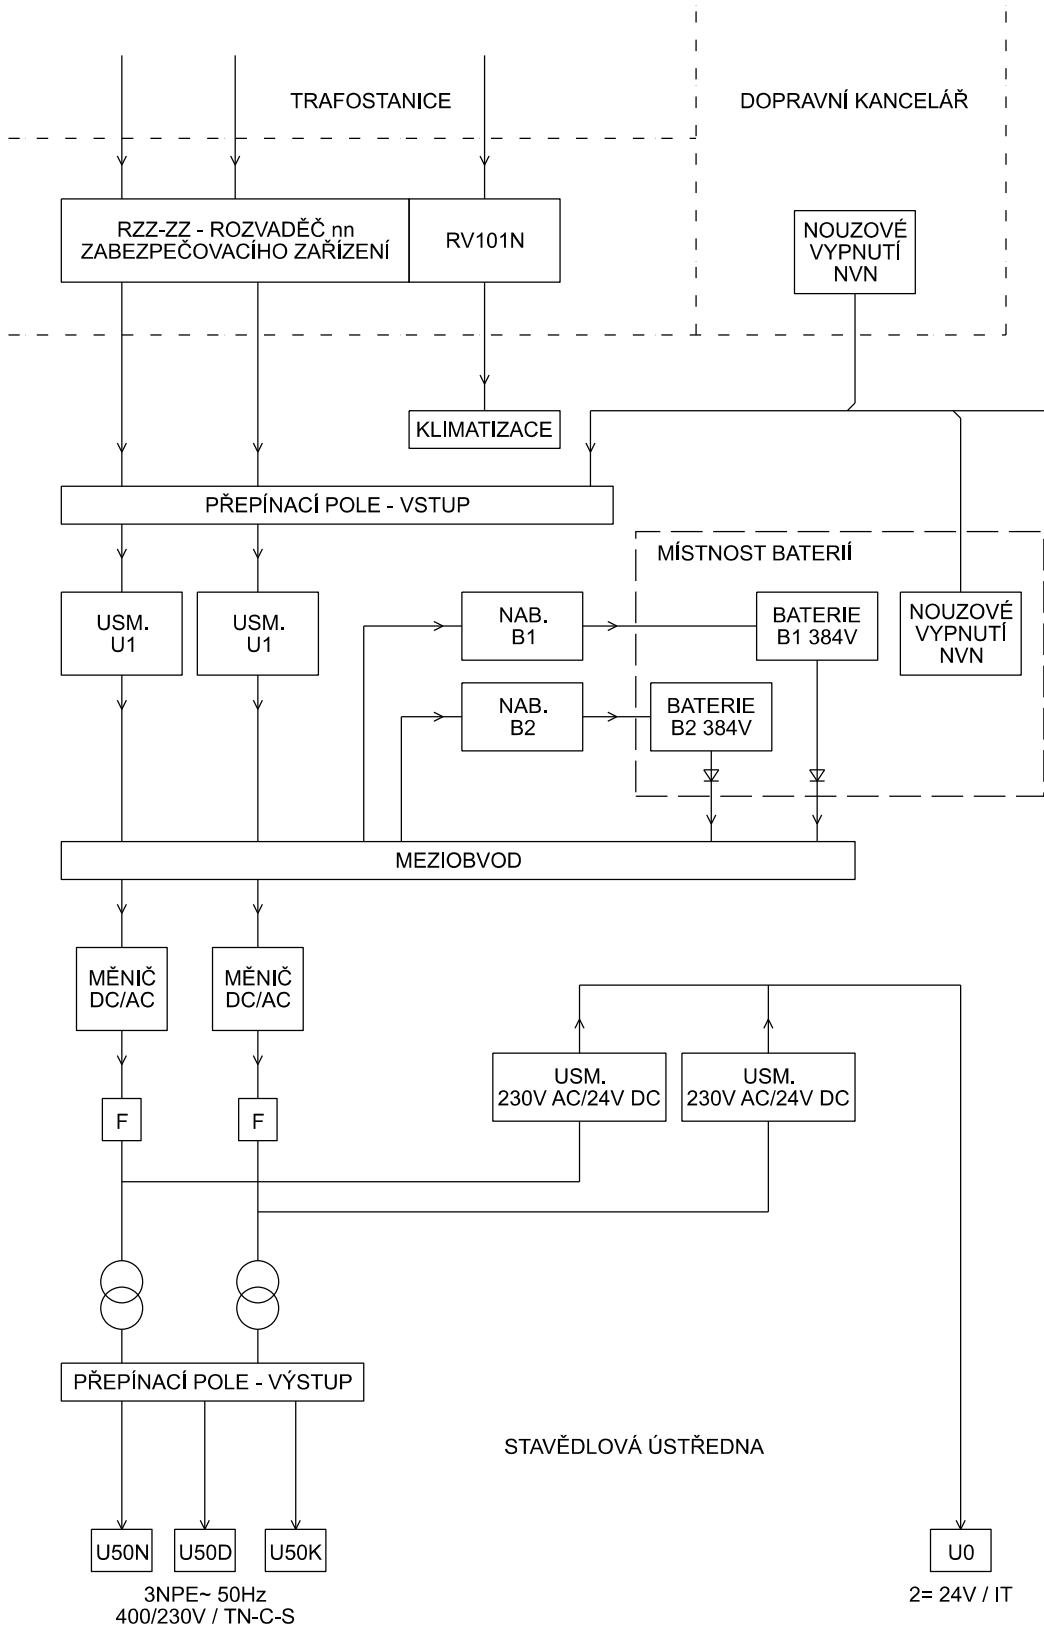 TRAFOSTANICE
DOPRAVNÍ KANCELÁŘ
RZZ-ZZ - ROZVADĚČ nn
ZABEZPEČOVACÍHO ZAŘÍZENÍ
RV101N
NOUZOVÉ
VYPNUTÍ
NVN
KLIMATIZACE
PŘEPÍNACÍ POLE - VSTUP
MÍSTNOST BATERIÍ
USM.
U1
USM.
U1
NAB.
B1
BATERIE
B1 384V
NOUZOVÉ
VYPNUTÍ
NVN
NAB.
B2
BATERIE
B2 384V
MEZIOBVOD
MĚNIČ
DC/AC
MĚNIČ
DC/AC
USM.
230V AC/24V DC
USM.
230V AC/24V DC
F
F
PŘEPÍNACÍ POLE - VÝSTUP
STAVĚDLOVÁ ÚSTŘEDNA
U50N
U50D
U50K
U0
3NPE~ 50Hz
400/230V / TN-C-S
2= 24V / IT